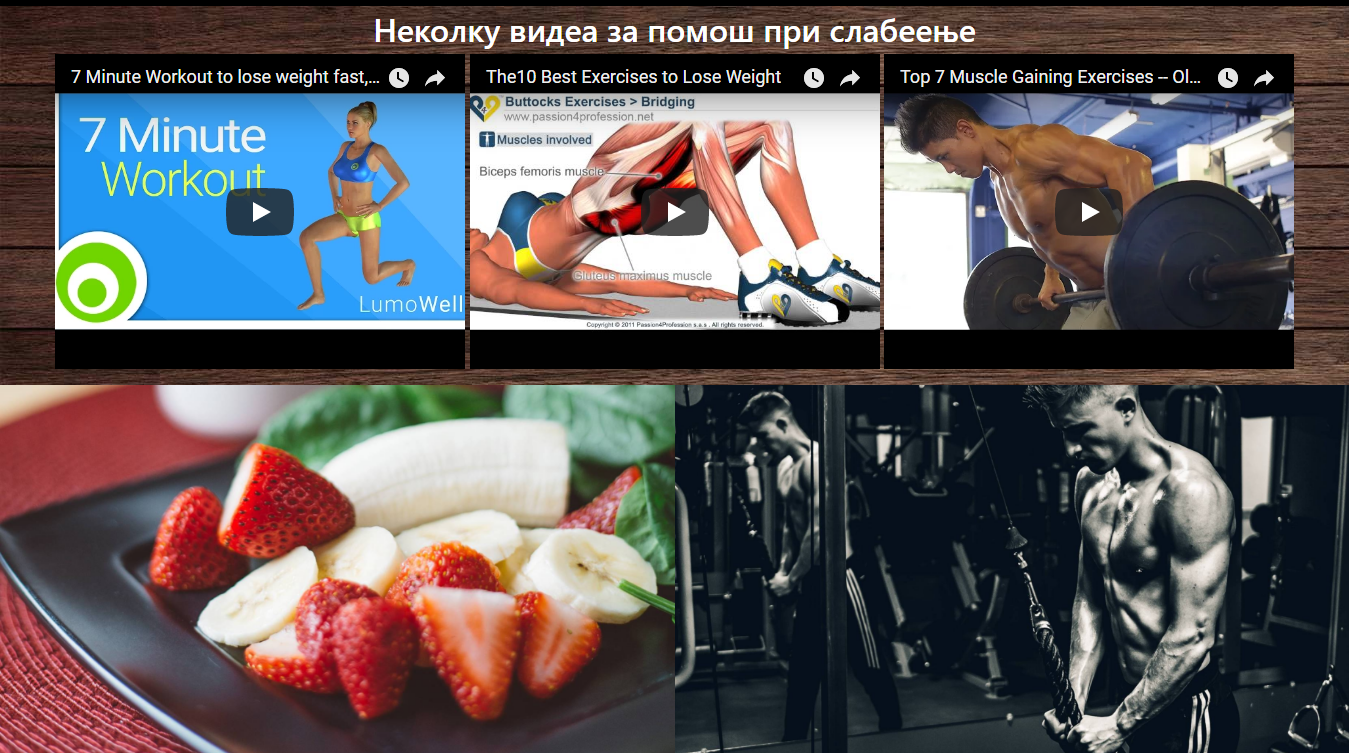 Неколку видеа за помош при слабеење
7 Minute Workout to lose weight fast,...
The10 Best Exercises to Lose Weight
Top 7 Muscle Gaining Exercises – Ol...
7 Minute
Workout
LumoWell
Buttocks Exercises > Bridging
www.passion4profession.net
Muscles involved
Biceps femoris muscle
Gluteus maximus muscle
Copyright © 2011 Passion4Profession s.a.s . All rights reserved.